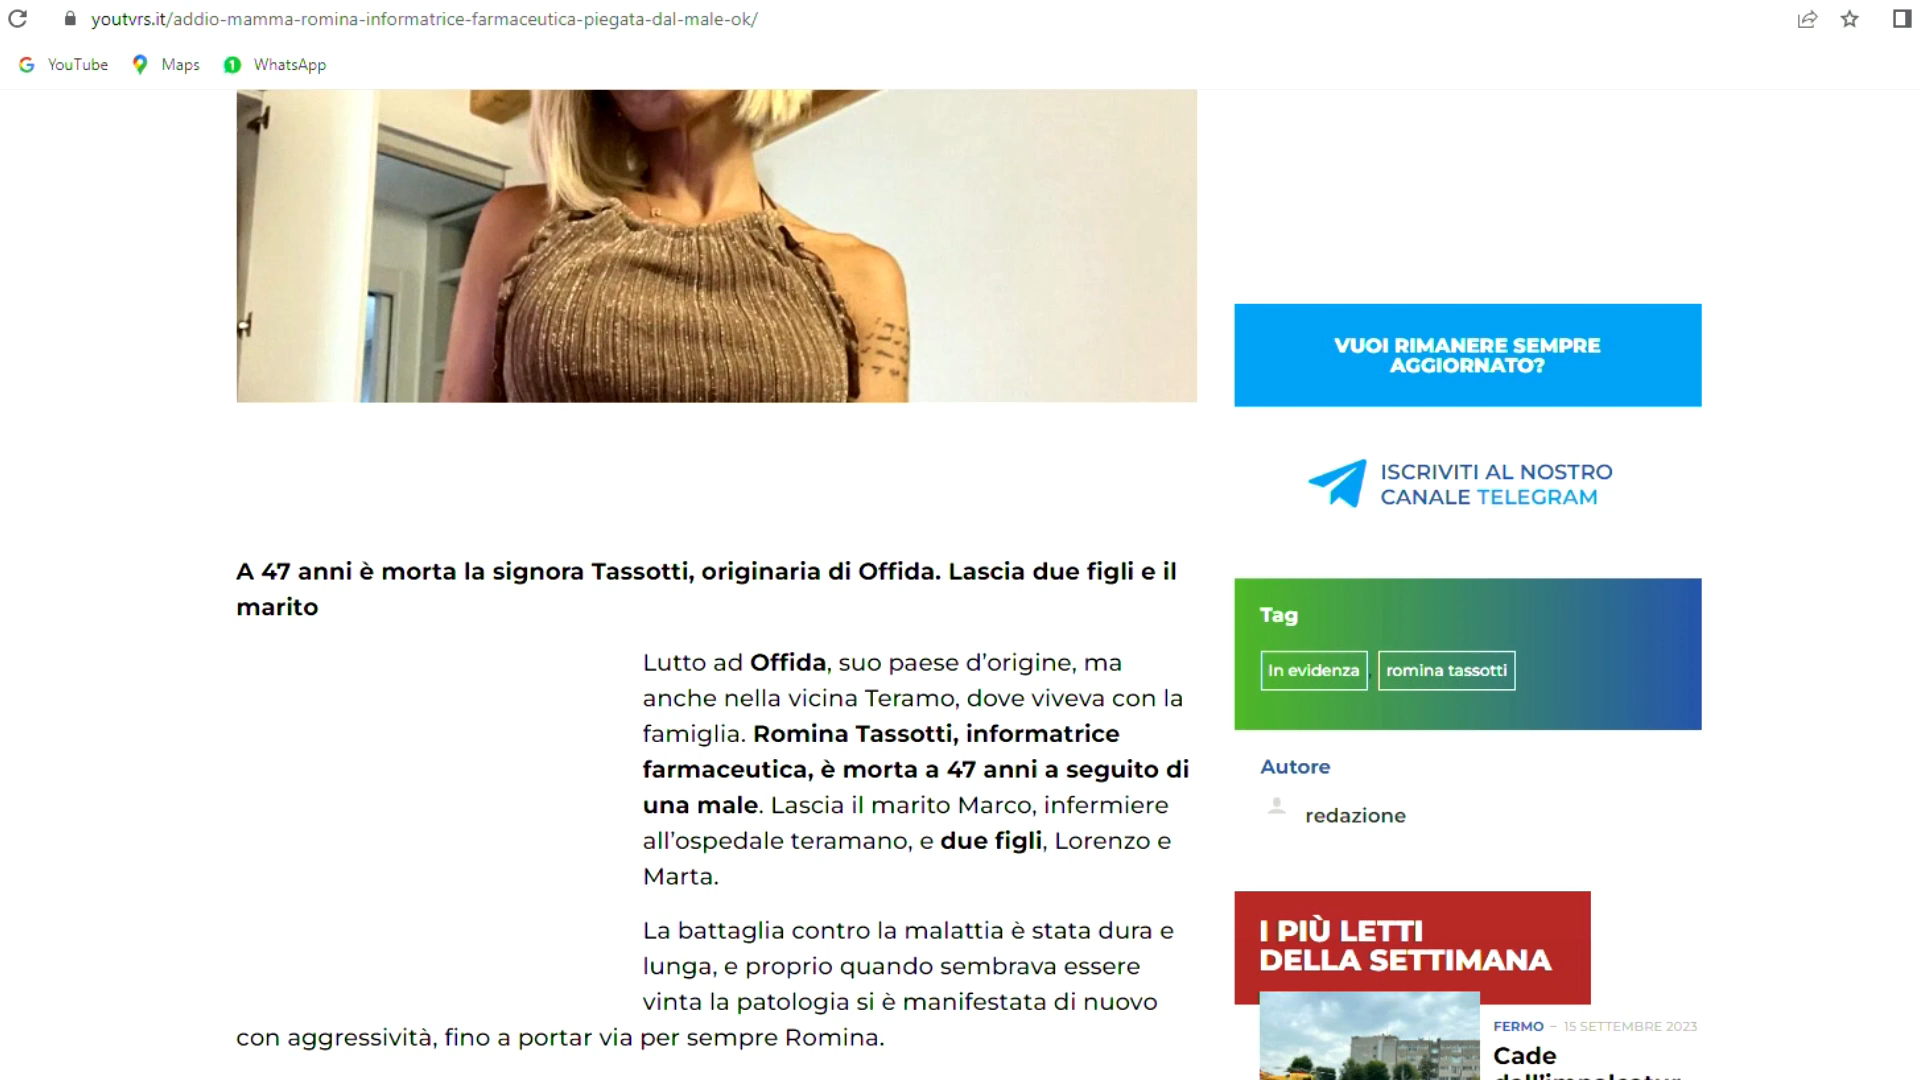 youtvrs.it/addio-mamma-romina-informatrice-farmaceutica-piegata-dal-male-ok/
YouTube
Maps
WhatsApp
A 47 anni è morta la signora Tassotti, originaria di Offida. Lascia due figli e il
marito
Lutto ad Offida, suo paese d’origine, ma
anche nella vicina Teramo, dove viveva con la
famiglia. Romina Tassotti, informatrice
farmaceutica, è morta a 47 anni a seguito di
una male. Lascia il marito Marco, infermiere
all’ospedale teramano, e due figli, Lorenzo e
Marta.
La battaglia contro la malattia è stata dura e
lunga, e proprio quando sembrava essere
vinta la patologia si è manifestata di nuovo
con aggressività, fino a portar via per sempre Romina.
VUOI RIMANERE SEMPRE
AGGIORNATO?
ISCRIVITI AL NOSTRO
CANALE TELEGRAM
Tag
In evidenza, romina tassotti
Autore
redazione
I PIÙ LETTI
DELLA SETTIMANA
FERMO – 15 SETTEMBRE 2023
Cade